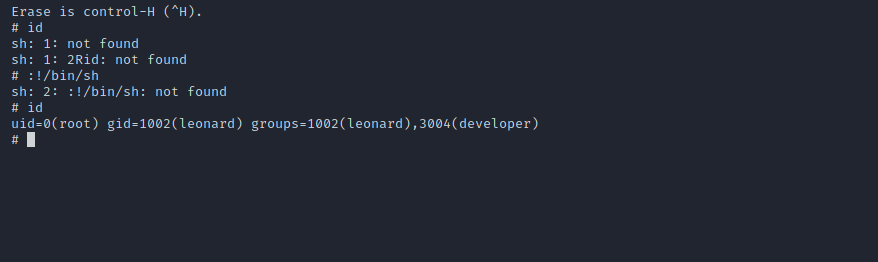 Erase is control-H (^H).
# id
sh: 1: not found
sh: 1: 2Rid: not found
# :!/bin/sh
sh: 2: :!/bin/sh: not found
# id
uid=0(root) gid=1002(leonard) groups=1002(leonard),3004(developer)
#